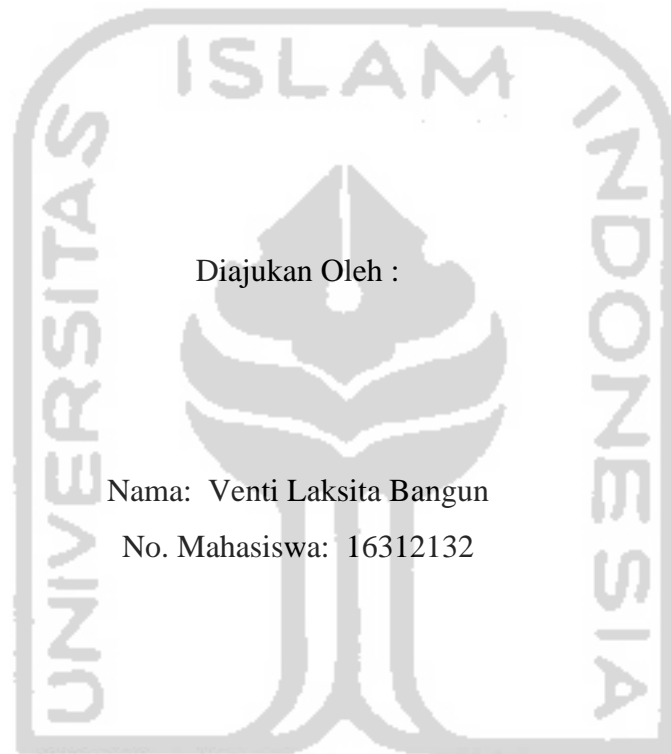 ISLAM
UNIVERSITAS
INDONESIA
Diajukan Oleh :
Nama: Venti Laksita Bangun
No. Mahasiswa: 16312132